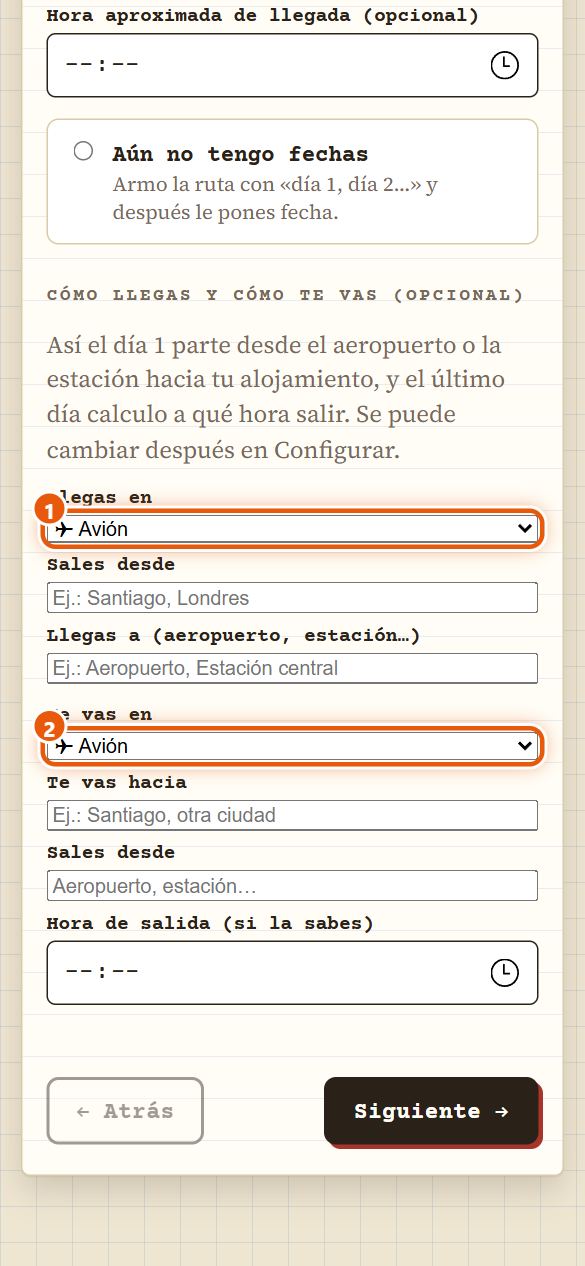 Hora aproximada de llegada (opcional)
--:--
Aún no tengo fechas
Armo la ruta con «día 1, día 2...» y
después le pones fecha.
CÓMO LLEGAS Y CÓMO TE VAS (OPCIONAL)
Así el día 1 parte desde el aeropuerto o la
estación hacia tu alojamiento, y el último
día calculo a qué hora salir. Se puede
cambiar después en Configurar.
legas en
1
✈ Avión
Sales desde
Ej.: Santiago, Londres
Llegas a (aeropuerto, estación…)
Ej.: Aeropuerto, Estación central
e vas en
2
✈ Avión
Te vas hacia
Ej.: Santiago, otra ciudad
Sales desde
Aeropuerto, estación…
Hora de salida (si la sabes)
--:--
← Atrás
Siguiente →